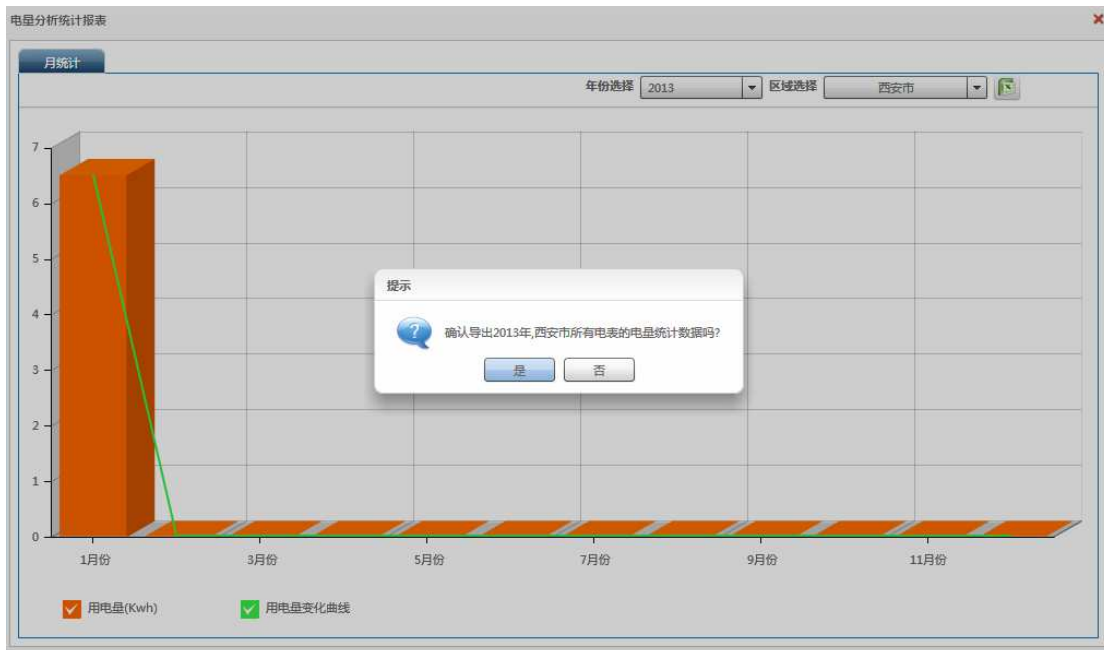 电量分析统计报表
月统计
年份选择 2013 区域选择 西安市
7
6
5
4
3
2
1
0
提示
确认导出2013年,西安市所有电表的电量统计数据吗?
是 否
1月份 3月份 5月份 7月份 9月份 11月份
用电量(Kwh) 用电量变化曲线